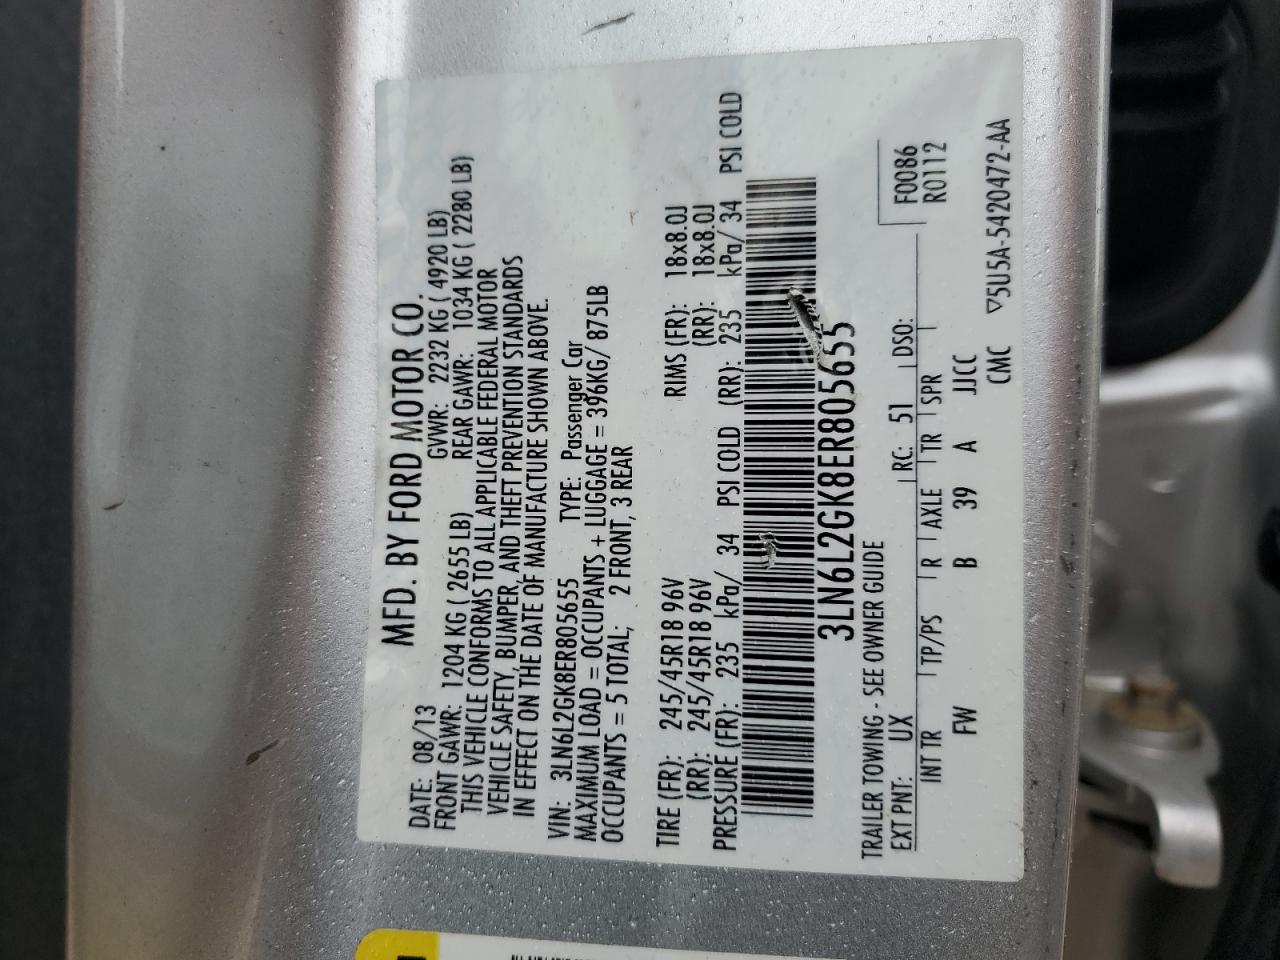 MFD. BY FORD MOTOR CO.
DATE: 08/13 GVWR: 2232 KG ( 4920 LB)
FRONT GAWR: 1204 KG ( 2655 LB) REAR GAWR: 1034 KG ( 2280 LB)
THIS VEHICLE CONFORMS TO ALL APPLICABLE FEDERAL MOTOR
VEHICLE SAFETY, BUMPER, AND THEFT PREVENTION STANDARDS
IN EFFECT ON THE DATE OF MANUFACTURE SHOWN ABOVE.
VIN: 3LN6L2GK8ER805655 TYPE: Passenger Car
MAXIMUM LOAD = OCCUPANTS + LUGGAGE = 396KG/ 875LB
OCCUPANTS = 5 TOTAL; 2 FRONT, 3 REAR
TIRE (FR): 245/45R18 96V RIMS (FR): 18x8.0J
(RR): 245/45R18 96V (RR): 18x8.0J
PRESSURE (FR): 235 kPa/ 34 PSI COLD (RR): 235 kPa/ 34 PSI COLD
3LN6L2GK8ER805655
TRAILER TOWING - SEE OWNER GUIDE
F0086
R0112
EXT PNT: UX RC: 51 DSO:
INT TR TP/PS R AXLE TR SPR
FW B 39 A JJCC
CMC ▽5U5A-5420472-AA